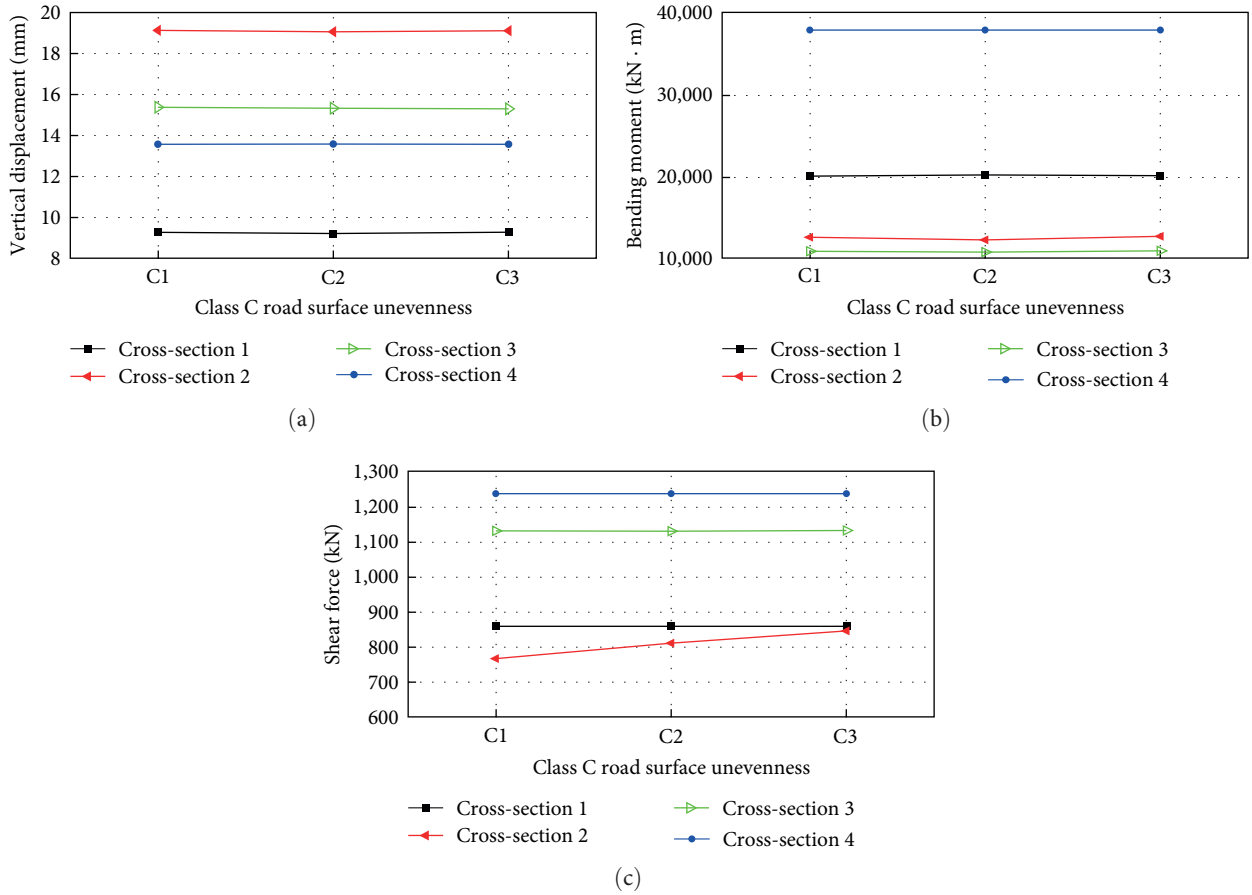 Vertical displacement (mm)
20
18
16
14
12
9
8
C1
C2
C3
Class C road surface unevenness
Cross-section 1
Cross-section 2
Cross-section 3
Cross-section 4
(a)
Bending moment (kN · m)
40,000
30,000
20,000
10,000
C1
C2
C3
Class C road surface unevenness
Cross-section 1
Cross-section 2
Cross-section 3
Cross-section 4
(b)
Shear force (kN)
1,300
1,200
1,100
1,000
900
800
700
600
C1
C2
C3
Class C road surface unevenness
Cross-section 1
Cross-section 2
Cross-section 3
Cross-section 4
(c)